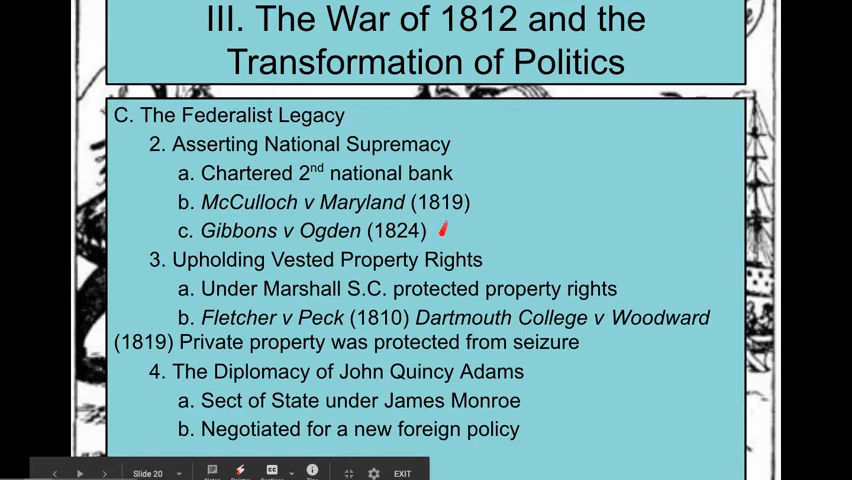 III. The War of 1812 and the
Transformation of Politics
C. The Federalist Legacy
2. Asserting National Supremacy
a. Chartered 2nd national bank
b. McCulloch v Maryland (1819)
c. Gibbons v Ogden (1824)
3. Upholding Vested Property Rights
a. Under Marshall S.C. protected property rights
b. Fletcher v Peck (1810) Dartmouth College v Woodward
(1819) Private property was protected from seizure
4. The Diplomacy of John Quincy Adams
a. Sect of State under James Monroe
b. Negotiated for a new foreign policy
Slide 20
CC
EXIT